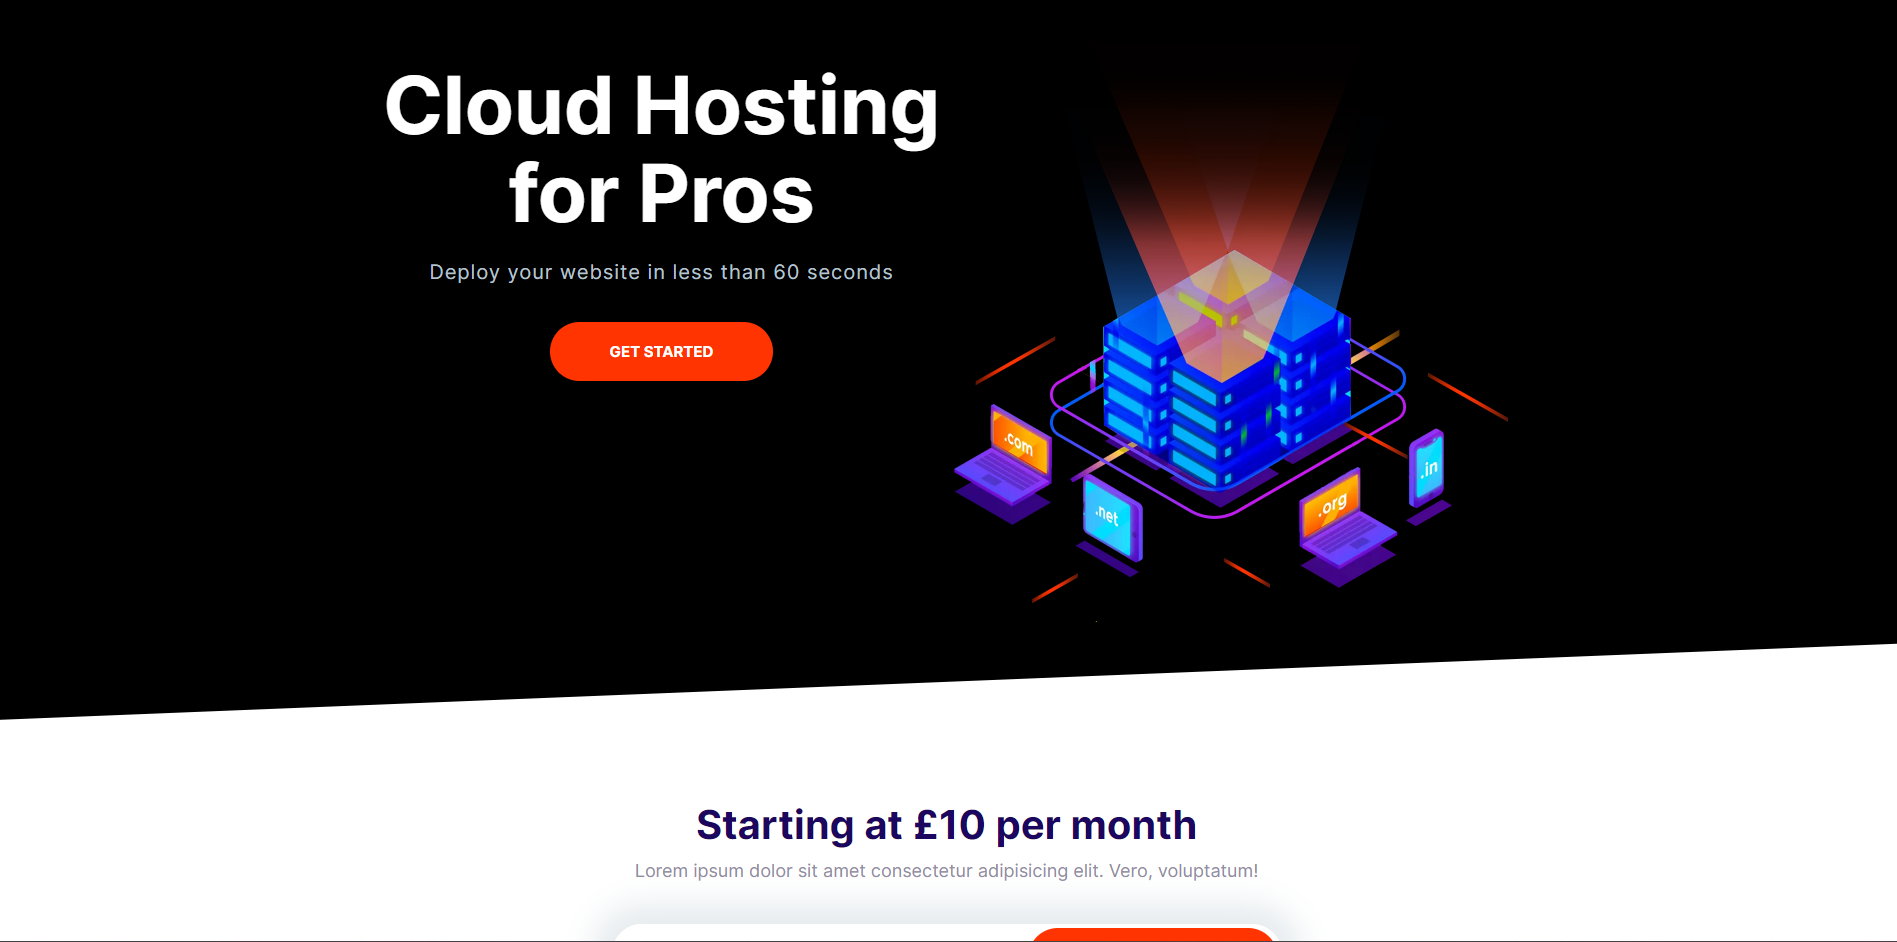 Cloud Hosting
for Pros
Deploy your website in less than 60 seconds
GET STARTED
.com
.net
.org
.in
Starting at £10 per month
Lorem ipsum dolor sit amet consectetur adipisicing elit. Vero, voluptatum!